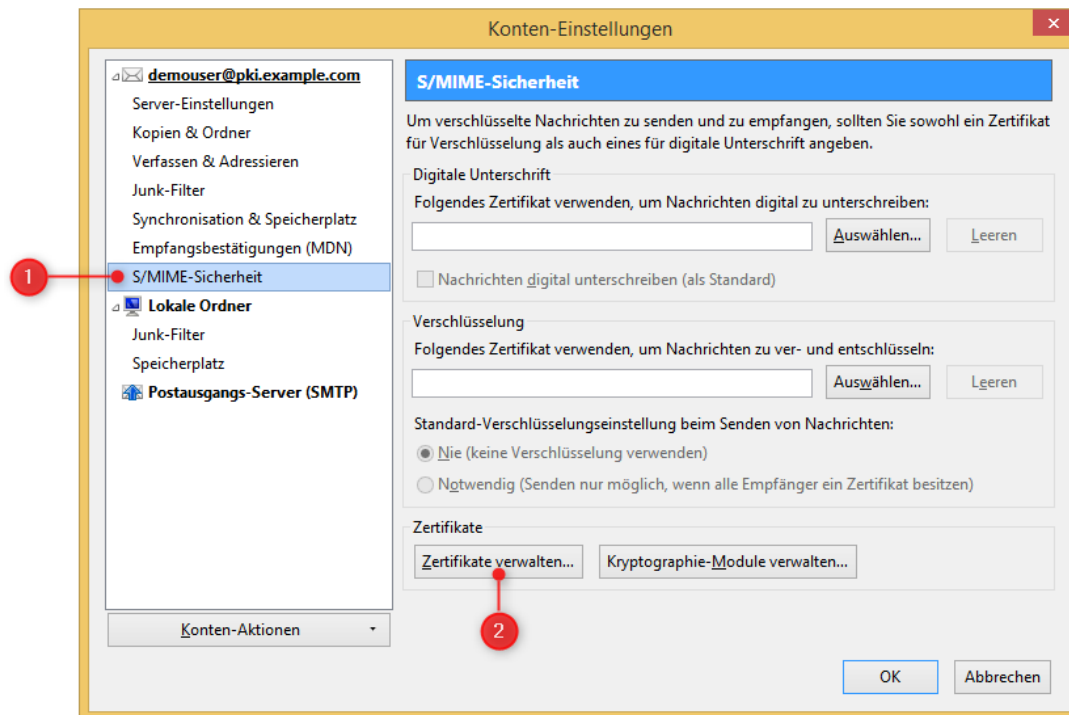 Konten-Einstellungen
demouser@pki.example.com
Server-Einstellungen
Kopien & Ordner
Verfassen & Adressieren
Junk-Filter
Synchronisation & Speicherplatz
Empfangsbestätigungen (MDN)
1
S/MIME-Sicherheit
Lokale Ordner
Junk-Filter
Speicherplatz
Postausgangs-Server (SMTP)
Konten-Aktionen
S/MIME-Sicherheit
Um verschlüsselte Nachrichten zu senden und zu empfangen, sollten Sie sowohl ein Zertifikat
für Verschlüsselung als auch eines für digitale Unterschrift angeben.
Digitale Unterschrift
Folgendes Zertifikat verwenden, um Nachrichten digital zu unterschreiben:
Auswählen... Leeren
Nachrichten digital unterschreiben (als Standard)
Verschlüsselung
Folgendes Zertifikat verwenden, um Nachrichten zu ver- und entschlüsseln:
Auswählen... Leeren
Standard-Verschlüsselungseinstellung beim Senden von Nachrichten:
Nie (keine Verschlüsselung verwenden)
Notwendig (Senden nur möglich, wenn alle Empfänger ein Zertifikat besitzen)
Zertifikate
Zertifikate verwalten... Kryptographie-Module verwalten...
2
OK Abbrechen